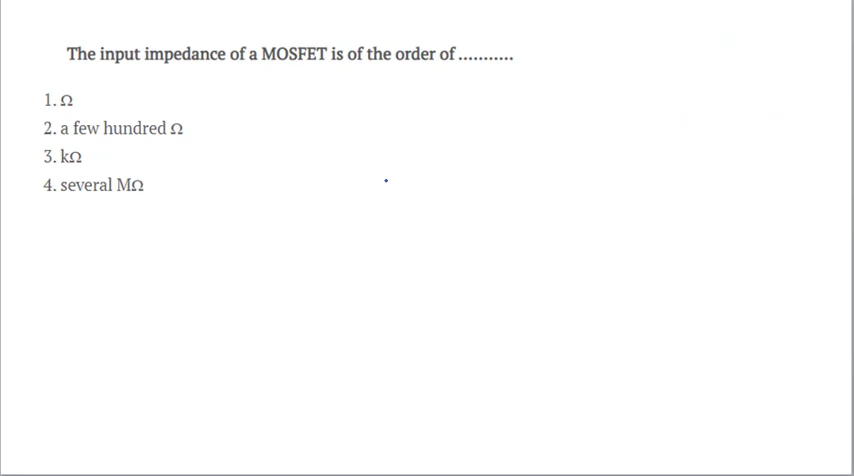 The input impedance of a MOSFET is of the order of ...........
1. Ω
2. a few hundred Ω
3. kΩ
4. several MΩ